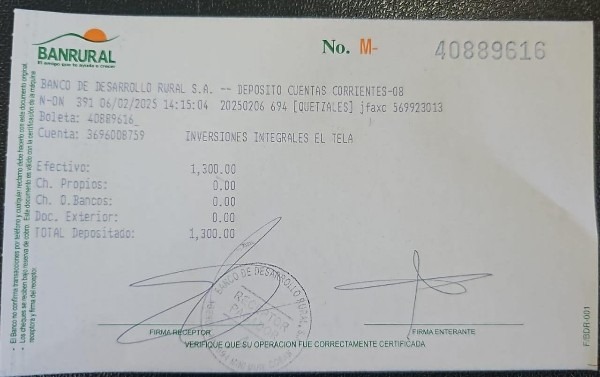 BANRURAL
El amigo que te ayuda a crecer
No. M- 40889616
BANCO DE DESARROLLO RURAL S.A. -- DEPOSITO CUENTAS CORRIENTES-08
N-ON 391 06/02/2025 14:15:04 20250206 694 [QUETZALES] jfaxc 569923013
Boleta: 40889616_
Cuenta: 3696008759 INVERSIONES INTEGRALES EL TELA
Efectivo: 1,300.00
Ch. Propios: 0.00
Ch. O.Bancos: 0.00
Doc. Exterior: 0.00
TOTAL Depositado: 1,300.00
BANCO DE DESARROLLO RURAL
RECEPTOR
FIRMA RECEPTOR
FIRMA ENTERANTE
VERIFIQUE QUE SU OPERACION FUE CORRECTAMENTE CERTIFICADA
F-BDR-001
El Banco no confirma transacciones por teléfono y cualquier reclamo debe hacerlo con este documento original.
Los cheques se reciben bajo reserva de cobro. Este documento es válido con la certificación de la máquina
receptora y firma del receptor.